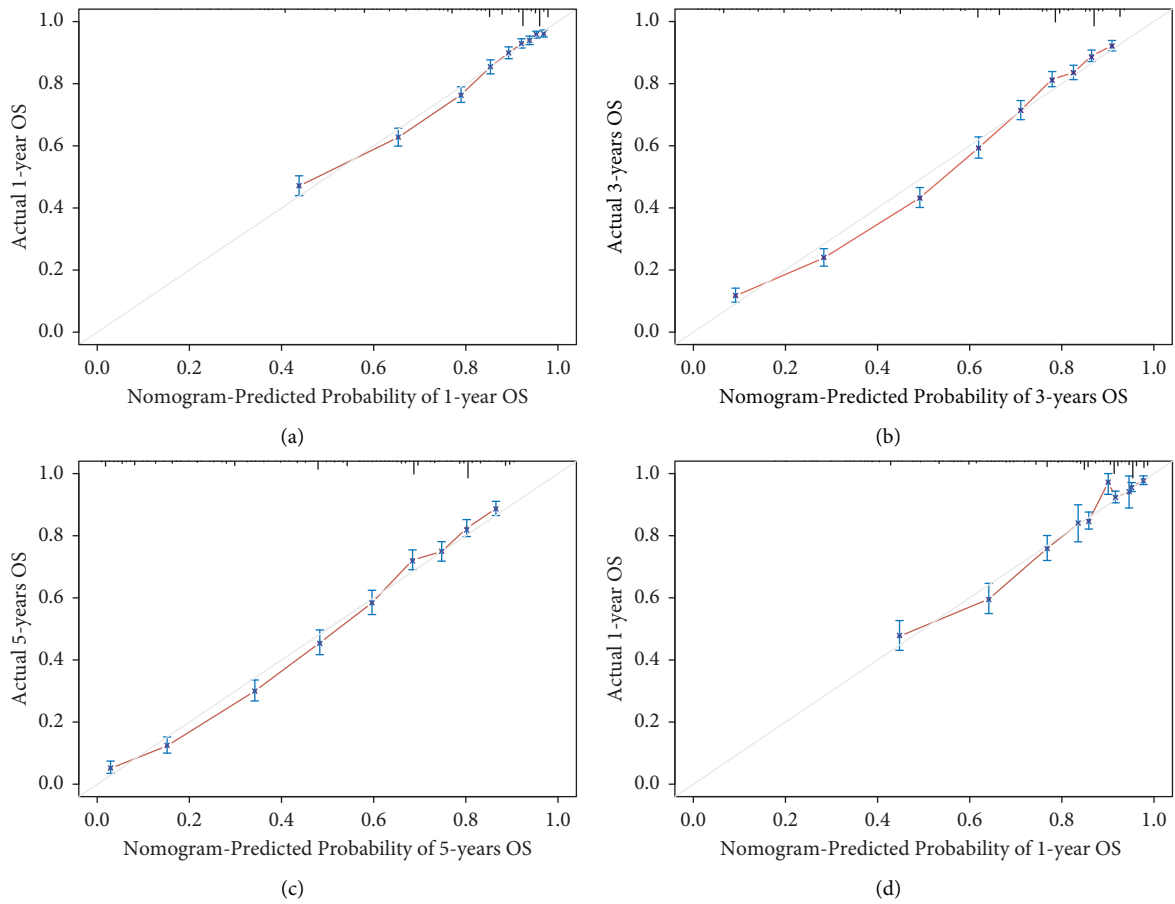 1.0
0.8
0.6
0.4
0.2
0.0
Actual 1-year OS
0.0 0.2 0.4 0.6 0.8 1.0
Nomogram-Predicted Probability of 1-year OS
(a)
1.0
0.8
0.6
0.4
0.2
0.0
Actual 3-years OS
0.0 0.2 0.4 0.6 0.8 1.0
Nomogram-Predicted Probability of 3-years OS
(b)
1.0
0.8
0.6
0.4
0.2
0.0
Actual 5-years OS
0.0 0.2 0.4 0.6 0.8 1.0
Nomogram-Predicted Probability of 5-years OS
(c)
1.0
0.8
0.6
0.4
0.2
0.0
Actual 1-year OS
0.0 0.2 0.4 0.6 0.8 1.0
Nomogram-Predicted Probability of 1-year OS
(d)